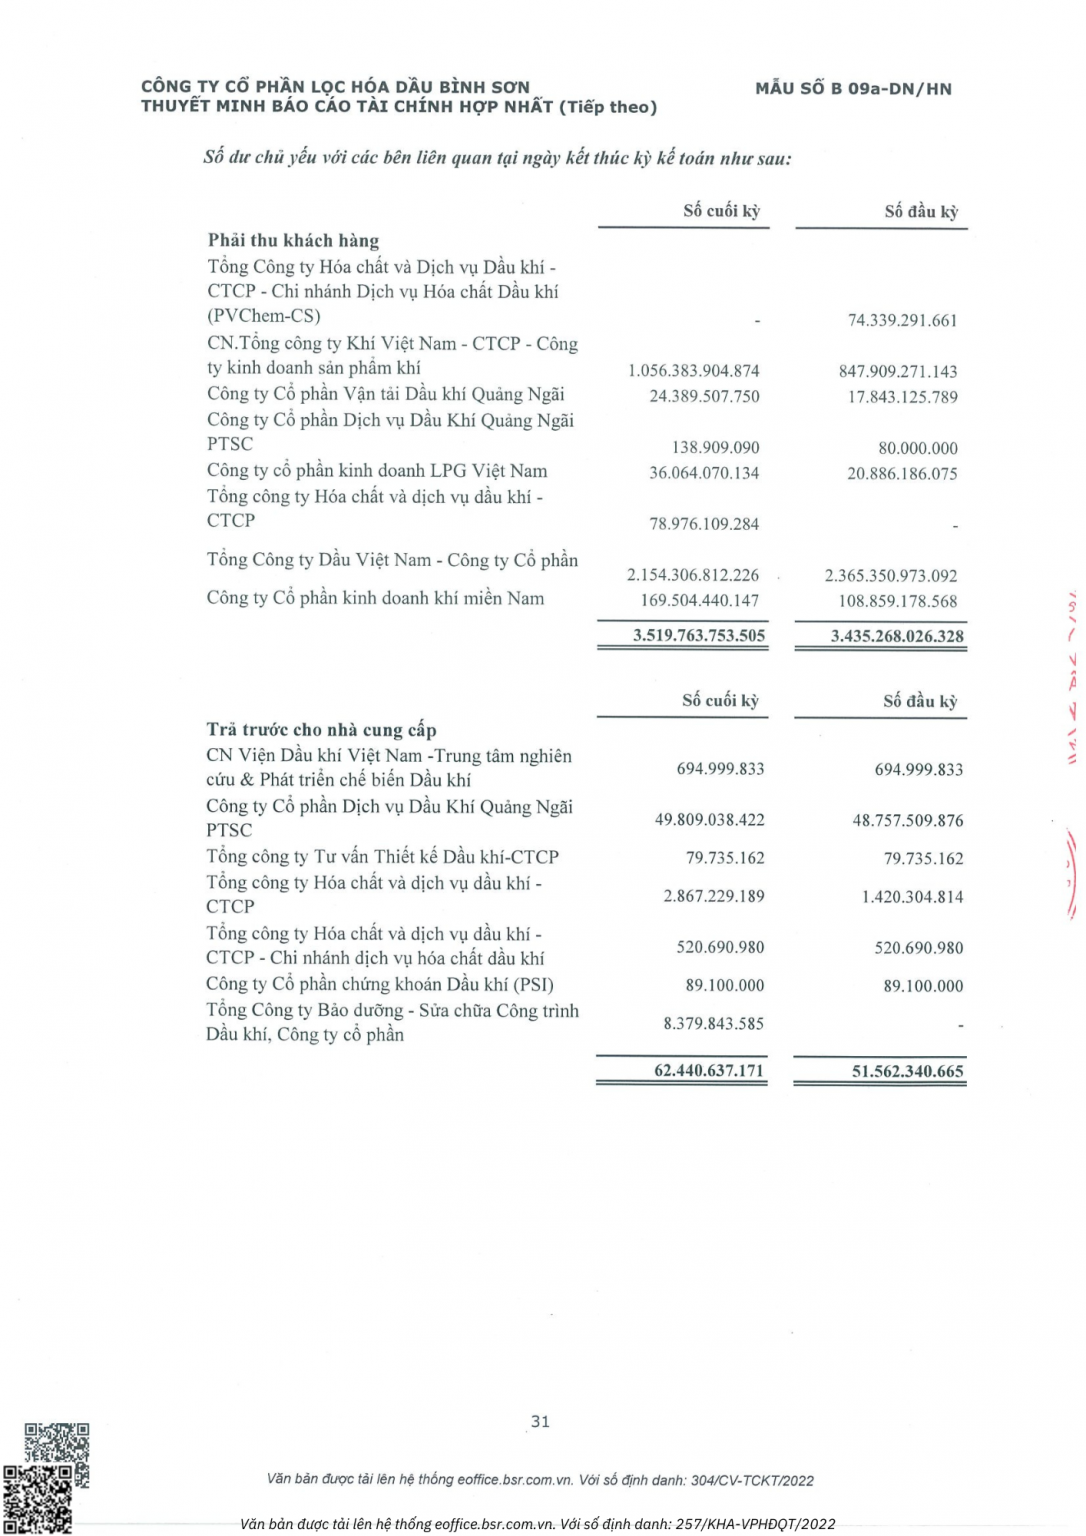 CÔNG TY CỔ PHẦN LỌC HÓA DẦU BÌNH SƠN MẪU SỐ B 09a-DN/HN
THUYẾT MINH BÁO CÁO TÀI CHÍNH HỢP NHẤT (Tiếp theo)
Số dư chủ yếu với các bên liên quan tại ngày kết thúc kỳ kế toán như sau:
Số cuối kỳ Số đầu kỳ
Phải thu khách hàng
Tổng Công ty Hóa chất và Dịch vụ Dầu khí -
CTCP - Chi nhánh Dịch vụ Hóa chất Dầu khí
(PVChem-CS) - 74.339.291.661
CN.Tổng công ty Khí Việt Nam - CTCP - Công
ty kinh doanh sản phẩm khí 1.056.383.904.874 847.909.271.143
Công ty Cổ phần Vận tải Dầu khí Quảng Ngãi 24.389.507.750 17.843.125.789
Công ty Cổ phần Dịch vụ Dầu Khí Quảng Ngãi
PTSC 138.909.090 80.000.000
Công ty cổ phần kinh doanh LPG Việt Nam 36.064.070.134 20.886.186.075
Tổng công ty Hóa chất và dịch vụ dầu khí -
CTCP 78.976.109.284 -
Tổng Công ty Dầu Việt Nam - Công ty Cổ phần
2.154.306.812.226 2.365.350.973.092
Công ty Cổ phần kinh doanh khí miền Nam 169.504.440.147 108.859.178.568
3.519.763.753.505 3.435.268.026.328
Số cuối kỳ Số đầu kỳ
Trả trước cho nhà cung cấp
CN Viện Dầu khí Việt Nam -Trung tâm nghiên
cứu & Phát triển chế biến Dầu khí 694.999.833 694.999.833
Công ty Cổ phần Dịch vụ Dầu Khí Quảng Ngãi
PTSC 49.809.038.422 48.757.509.876
Tổng công ty Tư vấn Thiết kế Dầu khí-CTCP 79.735.162 79.735.162
Tổng công ty Hóa chất và dịch vụ dầu khí -
CTCP 2.867.229.189 1.420.304.814
Tổng công ty Hóa chất và dịch vụ dầu khí -
CTCP - Chi nhánh dịch vụ hóa chất dầu khí 520.690.980 520.690.980
Công ty Cổ phần chứng khoán Dầu khí (PSI) 89.100.000 89.100.000
Tổng Công ty Bảo dưỡng - Sửa chữa Công trình
Dầu khí, Công ty cổ phần 8.379.843.585 -
62.440.637.171 51.562.340.665
31
Văn bản được tải lên hệ thống eoffice.bsr.com.vn. Với số định danh: 304/CV-TCKT/2022
Văn bản được tải lên hệ thống eoffice.bsr.com.vn. Với số định danh: 257/KHA-VPHĐQT/2022